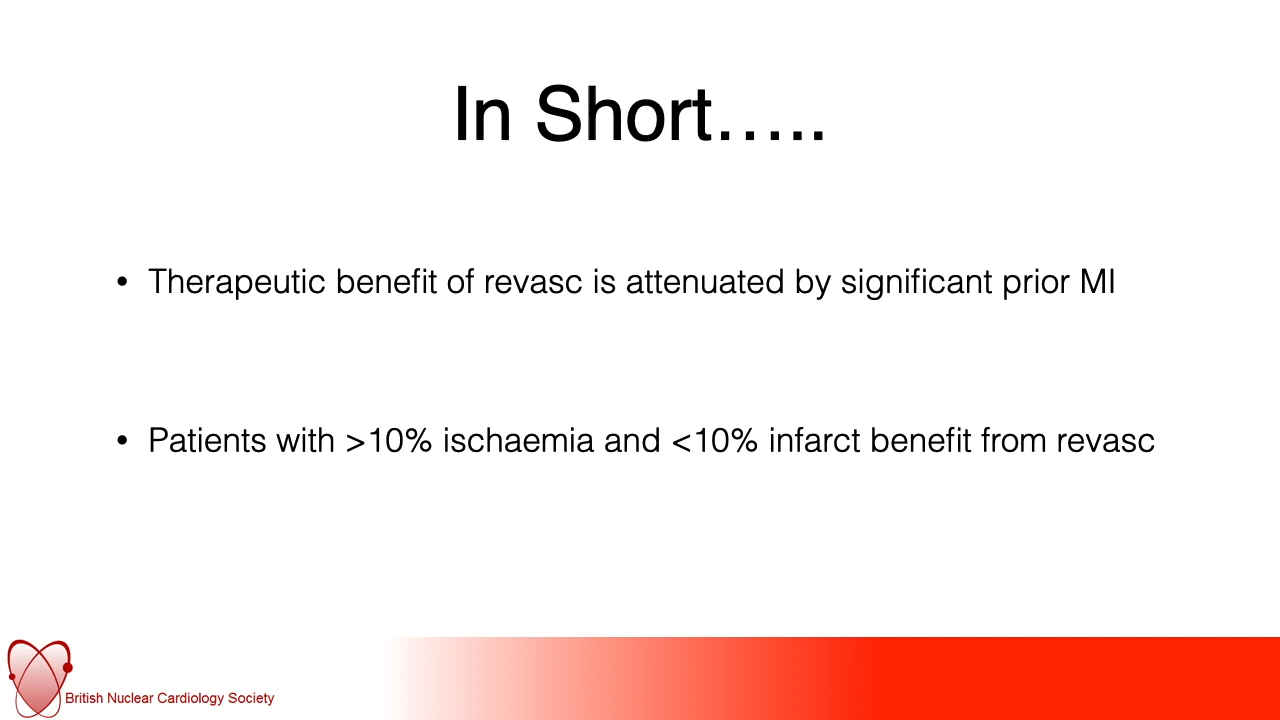 In Short…..
• Therapeutic benefit of revasc is attenuated by significant prior MI
• Patients with >10% ischaemia and <10% infarct benefit from revasc
British Nuclear Cardiology Society